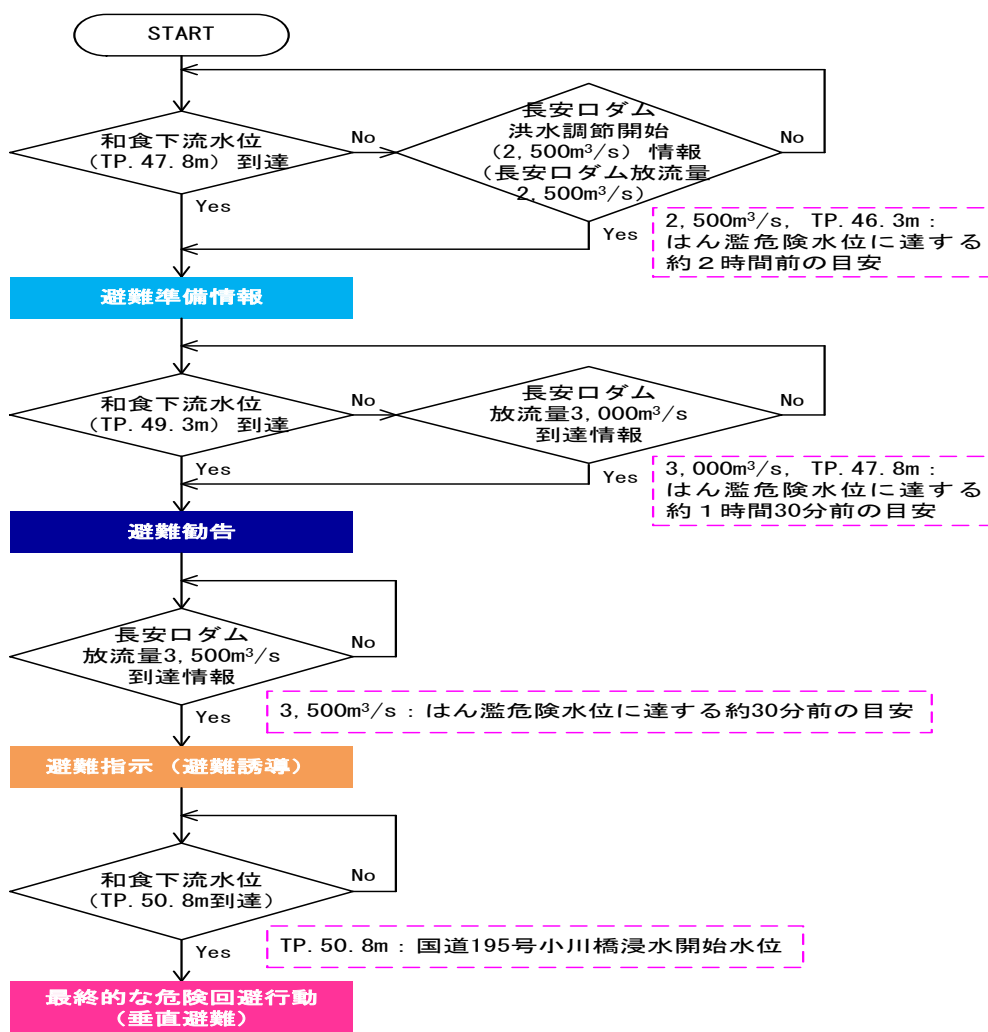 START
和食下流水位
（TP.47.8m）到達
No
長安口ダム
洪水調節開始
（2,500m³/s）情報
（長安口ダム放流量
2,500m³/s）
No
Yes
Yes
2,500m³/s, TP.46.3m：
はん濫危険水位に達する
約２時間前の目安
避難準備情報
和食下流水位
（TP.49.3m）到達
No
長安口ダム
放流量3,000m³/s
到達情報
No
Yes
Yes
3,000m³/s, TP.47.8m：
はん濫危険水位に達する
約１時間30分前の目安
避難勧告
長安口ダム
放流量3,500m³/s
到達情報
No
Yes
3,500m³/s：はん濫危険水位に達する約30分前の目安
避難指示（避難誘導）
和食下流水位
（TP.50.8m到達）
No
Yes
TP.50.8m：国道195号小川橋浸水開始水位
最終的な危険回避行動
（垂直避難）